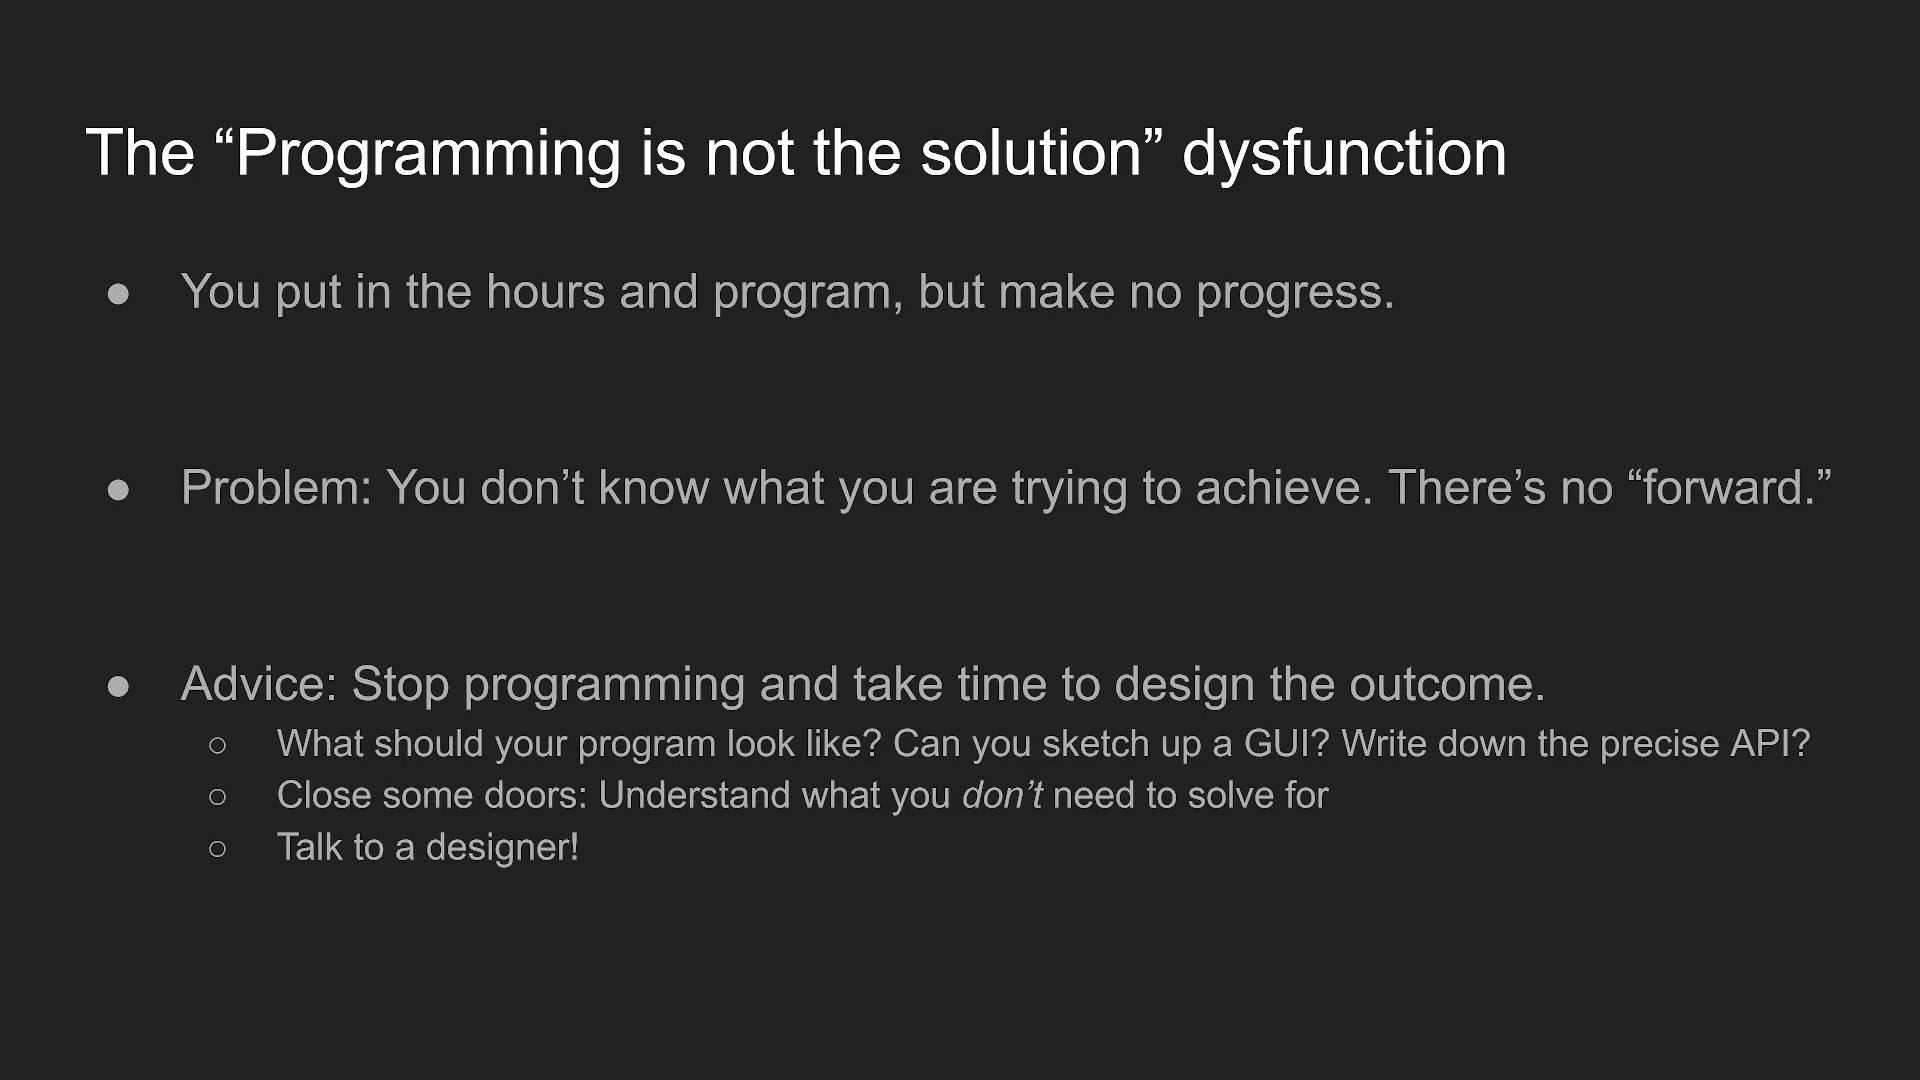 The “Programming is not the solution” dysfunction
● You put in the hours and program, but make no progress.
● Problem: You don’t know what you are trying to achieve. There’s no “forward.”
● Advice: Stop programming and take time to design the outcome.
○ What should your program look like? Can you sketch up a GUI? Write down the precise API?
○ Close some doors: Understand what you don’t need to solve for
○ Talk to a designer!